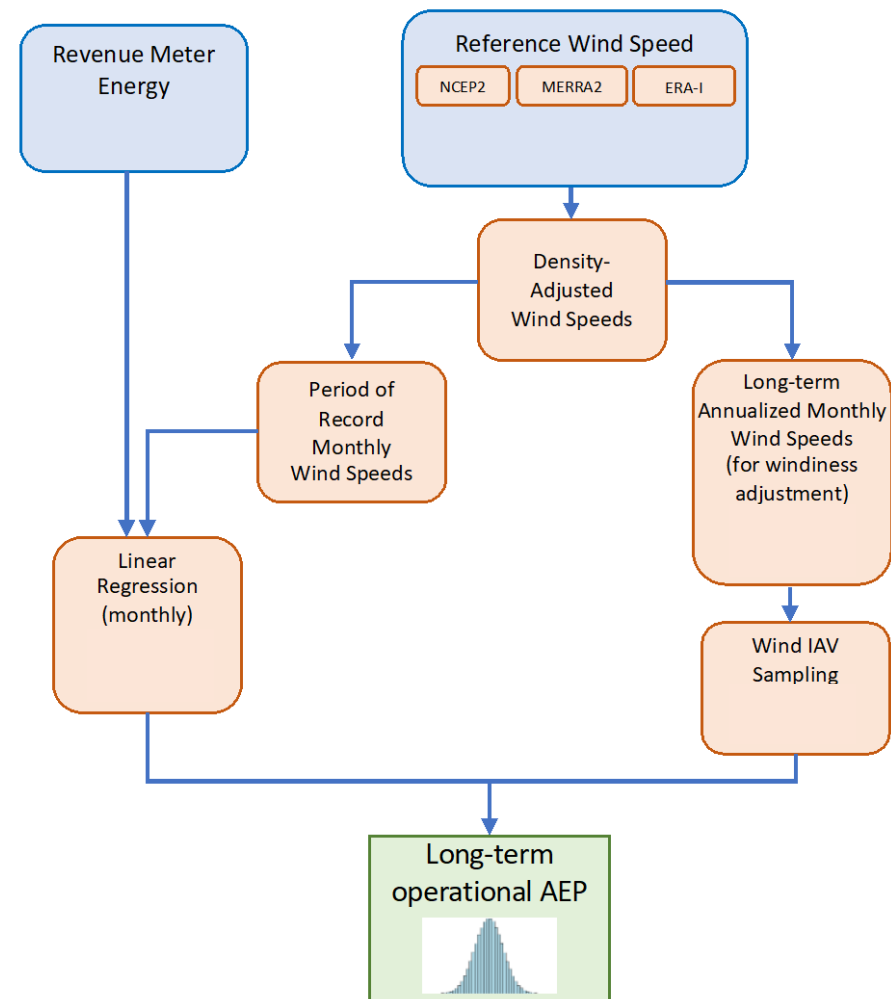 Revenue Meter
Energy
Reference Wind Speed
NCEP2
MERRA2
ERA-I
Density-
Adjusted
Wind Speeds
Period of
Record
Monthly
Wind Speeds
Long-term
Annualized Monthly
Wind Speeds
(for windiness
adjustment)
Linear
Regression
(monthly)
Wind IAV
Sampling
Long-term
operational AEP